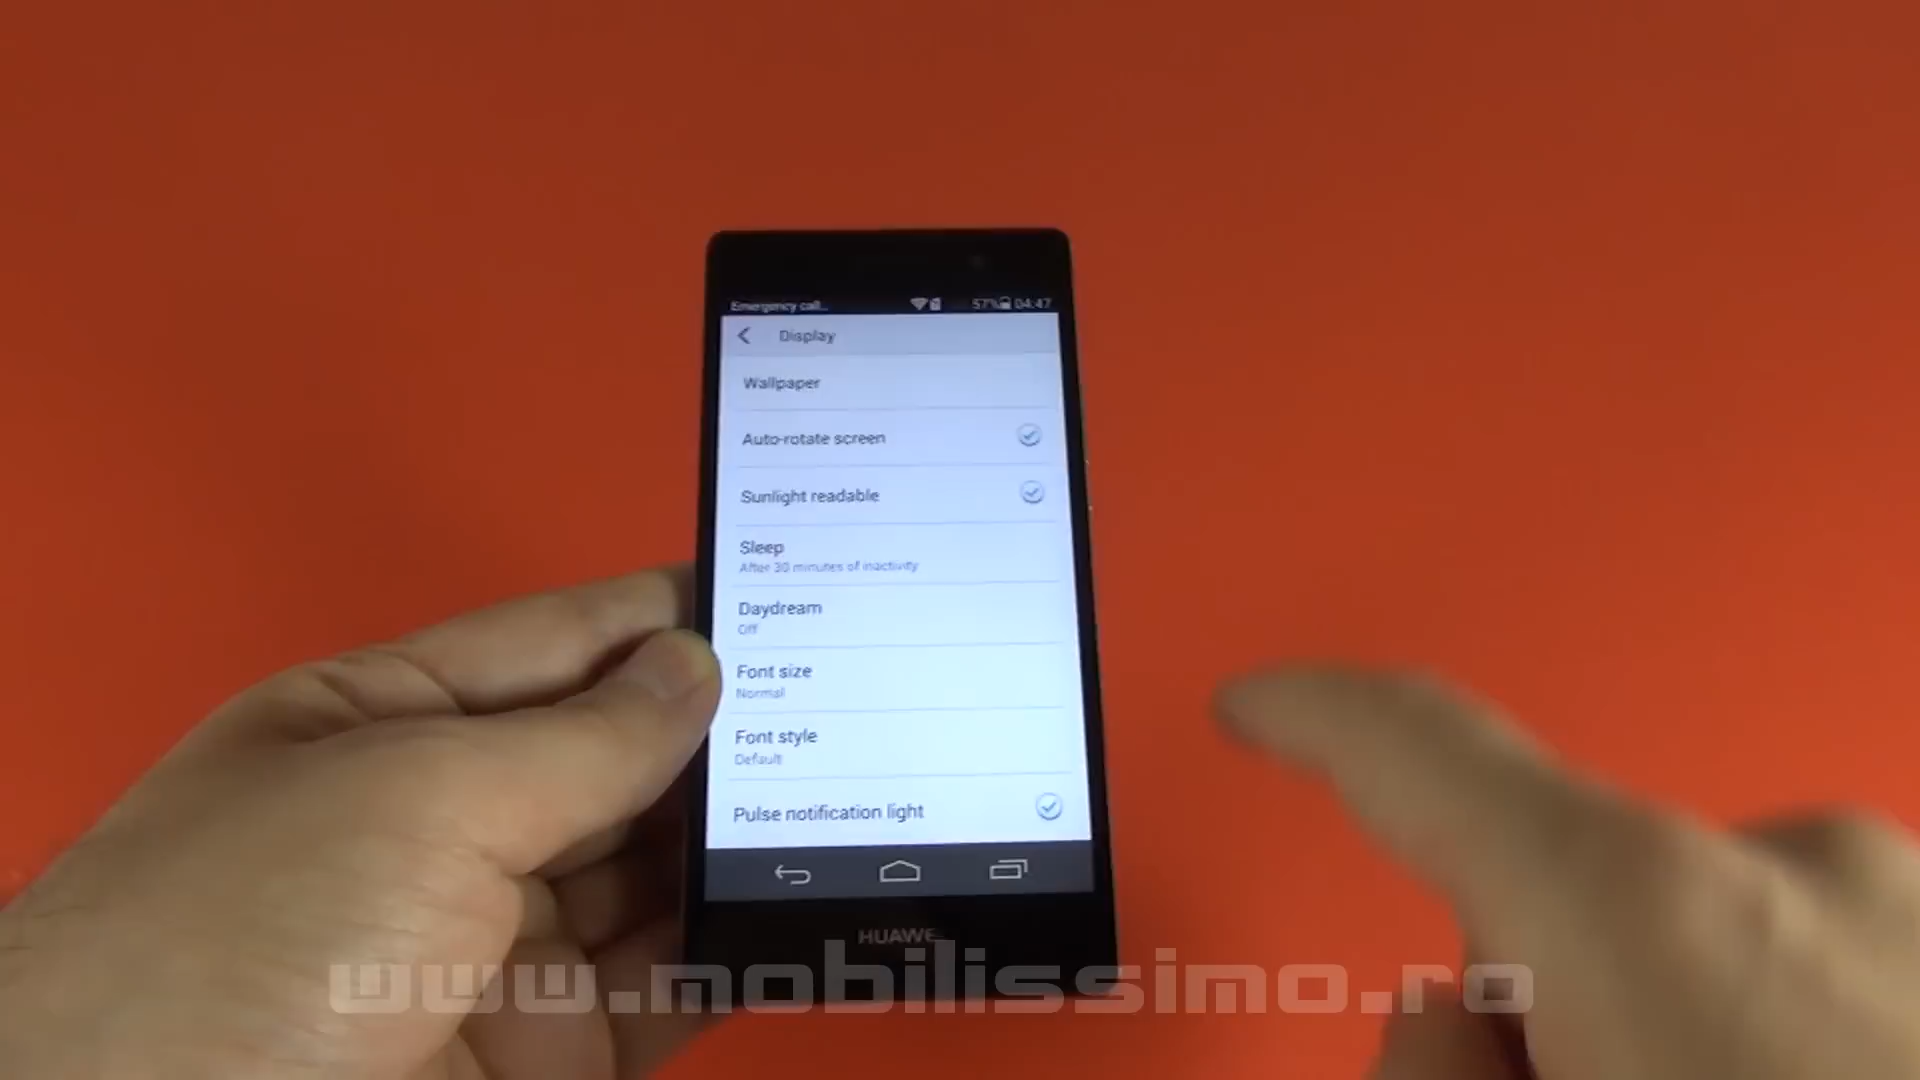 Emergency call... 57% 04:47
Display
Wallpaper
Auto-rotate screen
Sunlight readable
Sleep
After 30 minutes of inactivity
Daydream
Off
Font size
Normal
Font style
Default
Pulse notification light
HUAWEI
www.mobilissimo.ro